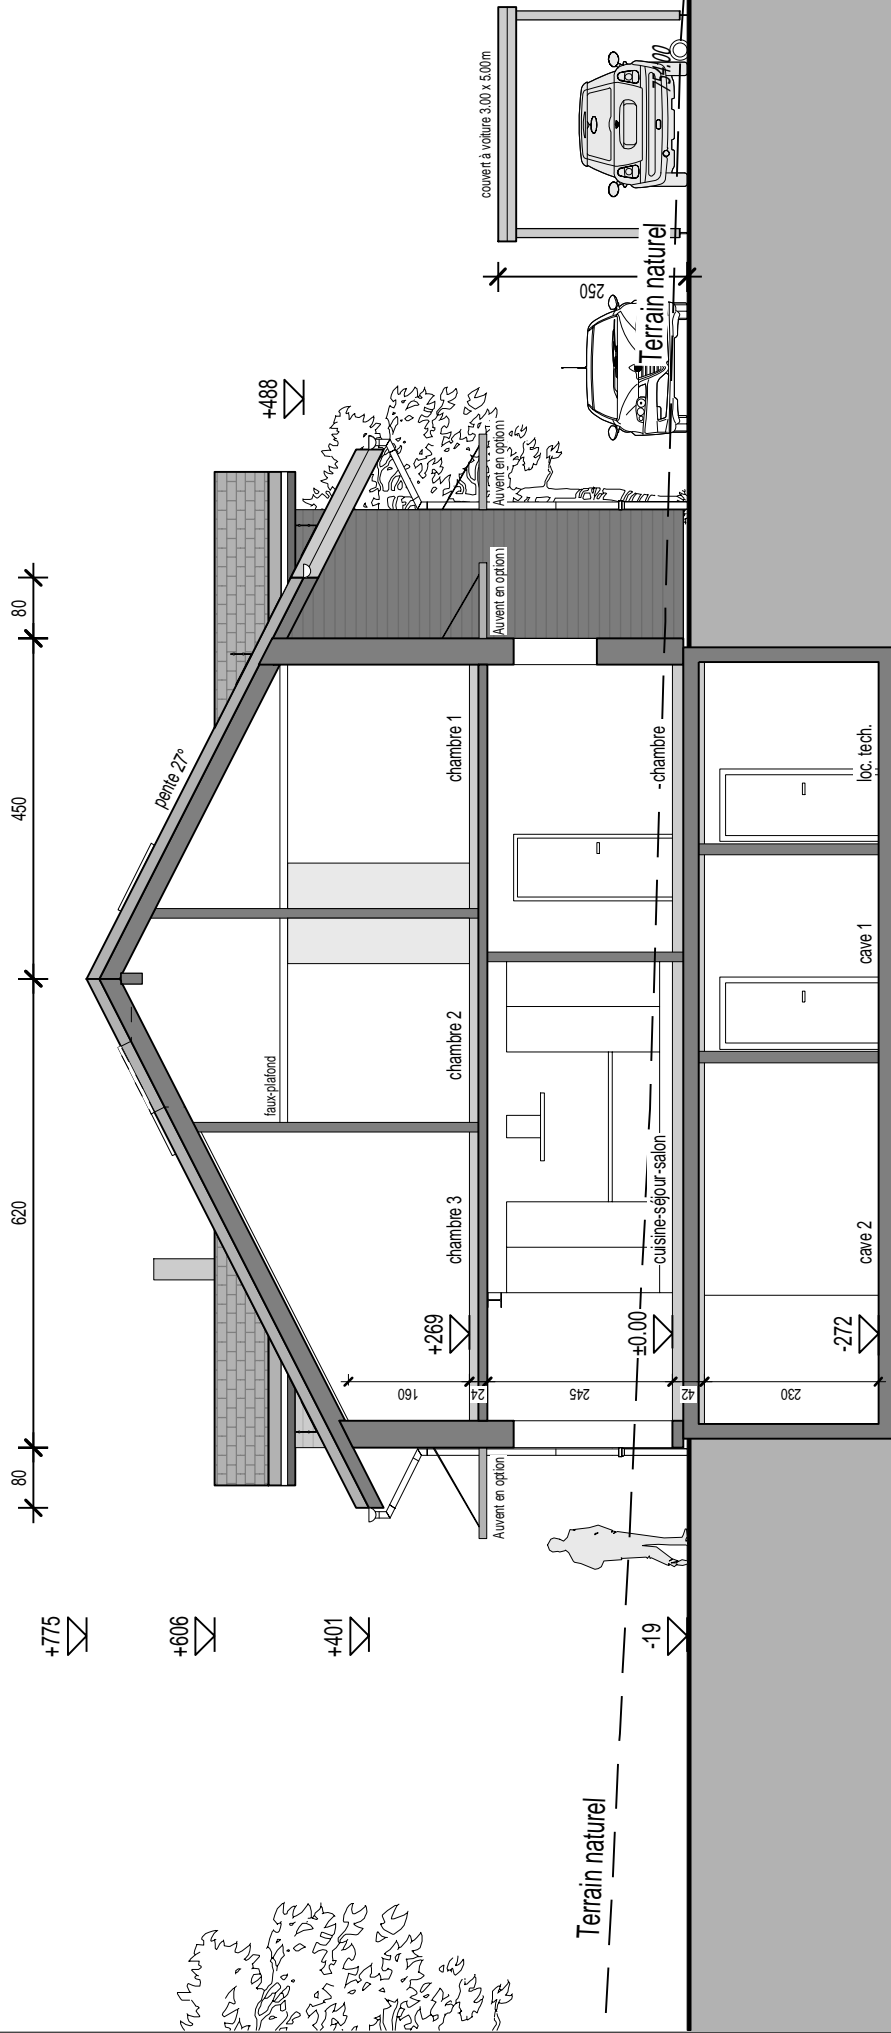 80
620
450
80
+775
+606
+401
-19
+488
pente 27°
faux-plafond
chambre 3
chambre 2
chambre 1
+269
160
24
245
42
230
±0.00
-272
cuisine-séjour-salon
chambre
cave 2
cave 1
loc. tech.
Auvent en option
Auvent en option
Auvent en option
couvert à voiture 3.00 x 5.00m
250
Terrain naturel
Terrain naturel